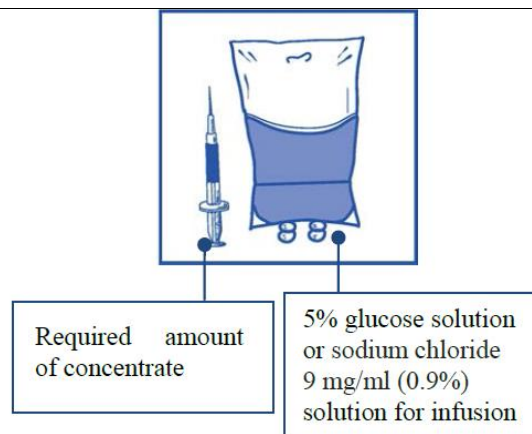 Required amount
of concentrate
5% glucose solution
or sodium chloride
9 mg/ml (0.9%)
solution for infusion